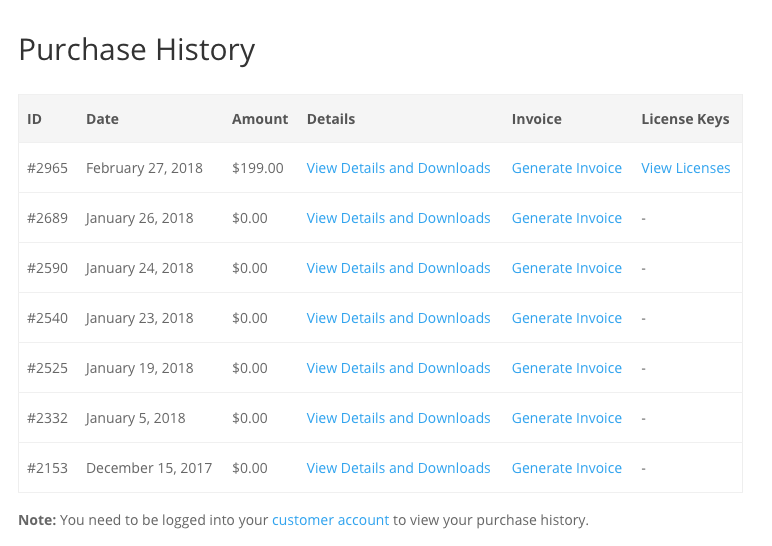 Purchase History
ID Date Amount Details Invoice License Keys
#2965 February 27, 2018 $199.00 View Details and Downloads Generate Invoice View Licenses
#2689 January 26, 2018 $0.00 View Details and Downloads Generate Invoice -
#2590 January 24, 2018 $0.00 View Details and Downloads Generate Invoice -
#2540 January 23, 2018 $0.00 View Details and Downloads Generate Invoice -
#2525 January 19, 2018 $0.00 View Details and Downloads Generate Invoice -
#2332 January 5, 2018 $0.00 View Details and Downloads Generate Invoice -
#2153 December 15, 2017 $0.00 View Details and Downloads Generate Invoice -
Note: You need to be logged into your customer account to view your purchase history.